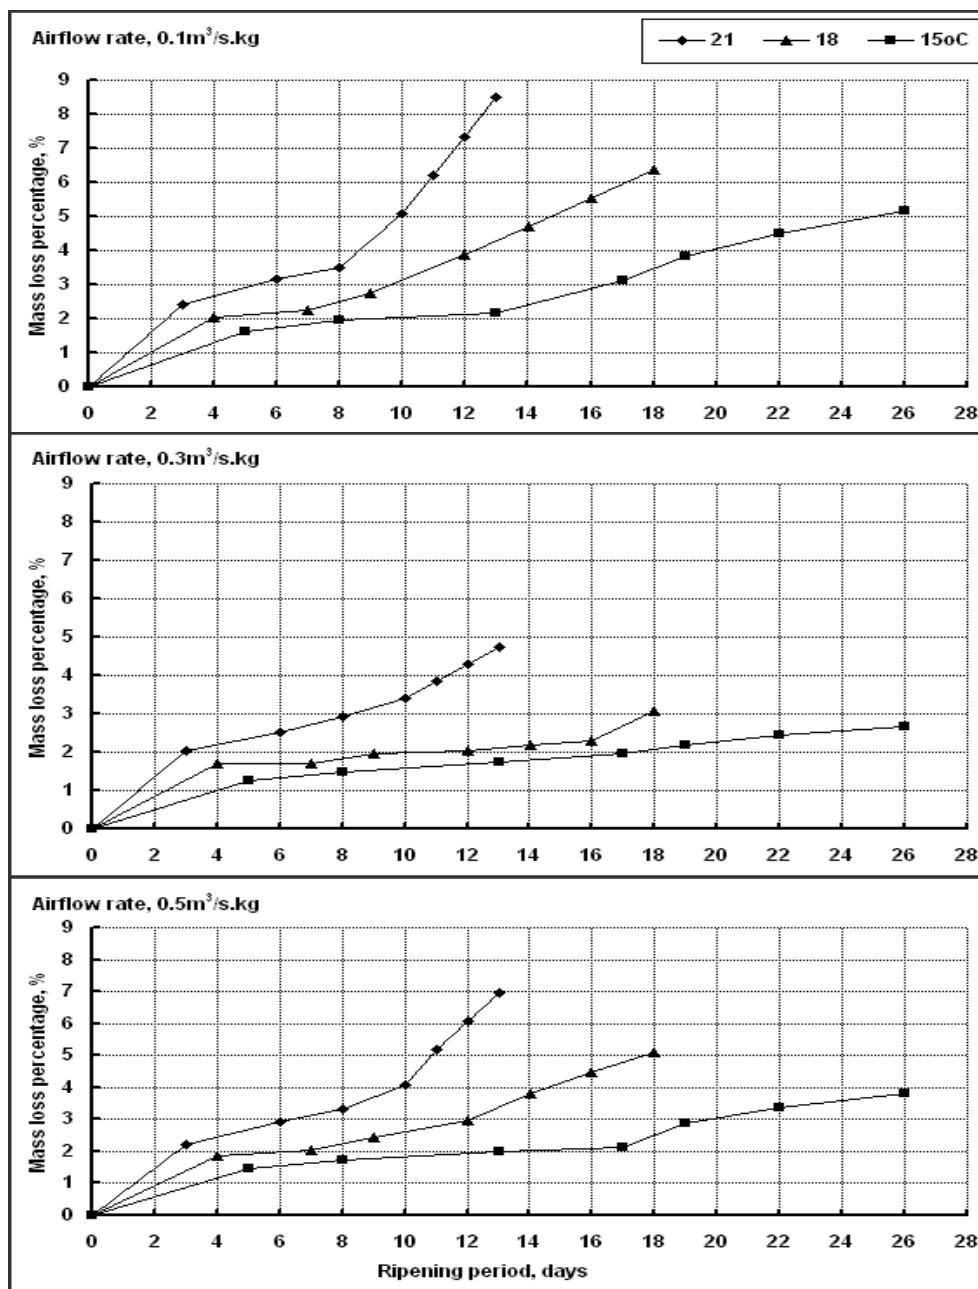 Airflow rate, 0.1m³/s.kg
21 18 15oC
Mass loss percentage, %
9
8
7
6
5
4
3
2
1
0
0 2 4 6 8 10 12 14 16 18 20 22 24 26 28
Airflow rate, 0.3m³/s.kg
Mass loss percentage, %
9
8
7
6
5
4
3
2
1
0
0 2 4 6 8 10 12 14 16 18 20 22 24 26 28
Airflow rate, 0.5m³/s.kg
Mass loss percentage, %
9
8
7
6
5
4
3
2
1
0
0 2 4 6 8 10 12 14 16 18 20 22 24 26 28
Ripening period, days